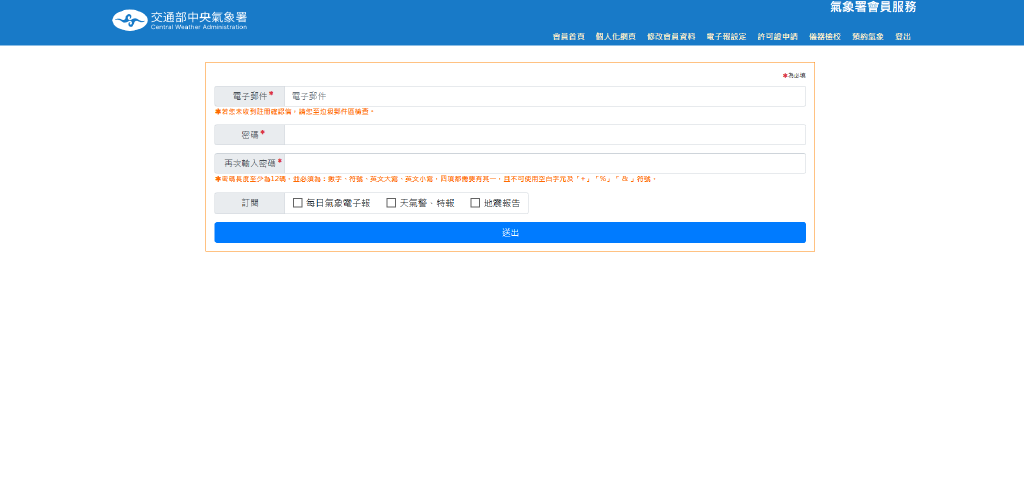 交通部中央氣象署
Central Weather Administration
氣象署會員服務
會員首頁 個人化網頁 修改會員資料 電子報設定 許可證申請 儀器檢校 預約氣象 登出
*為必填
電子郵件* 電子郵件
*若您未收到註冊確認信，請您至垃圾郵件匣檢查。
密碼*
再次輸入密碼*
*密碼長度至少為12碼，並必須為：數字、符號、英文大寫、英文小寫，四項都需要有其一，且不可使用空白字元及「+」「%」「&」符號。
訂閱 每日氣象電子報 天氣警、特報 地震報告
送出